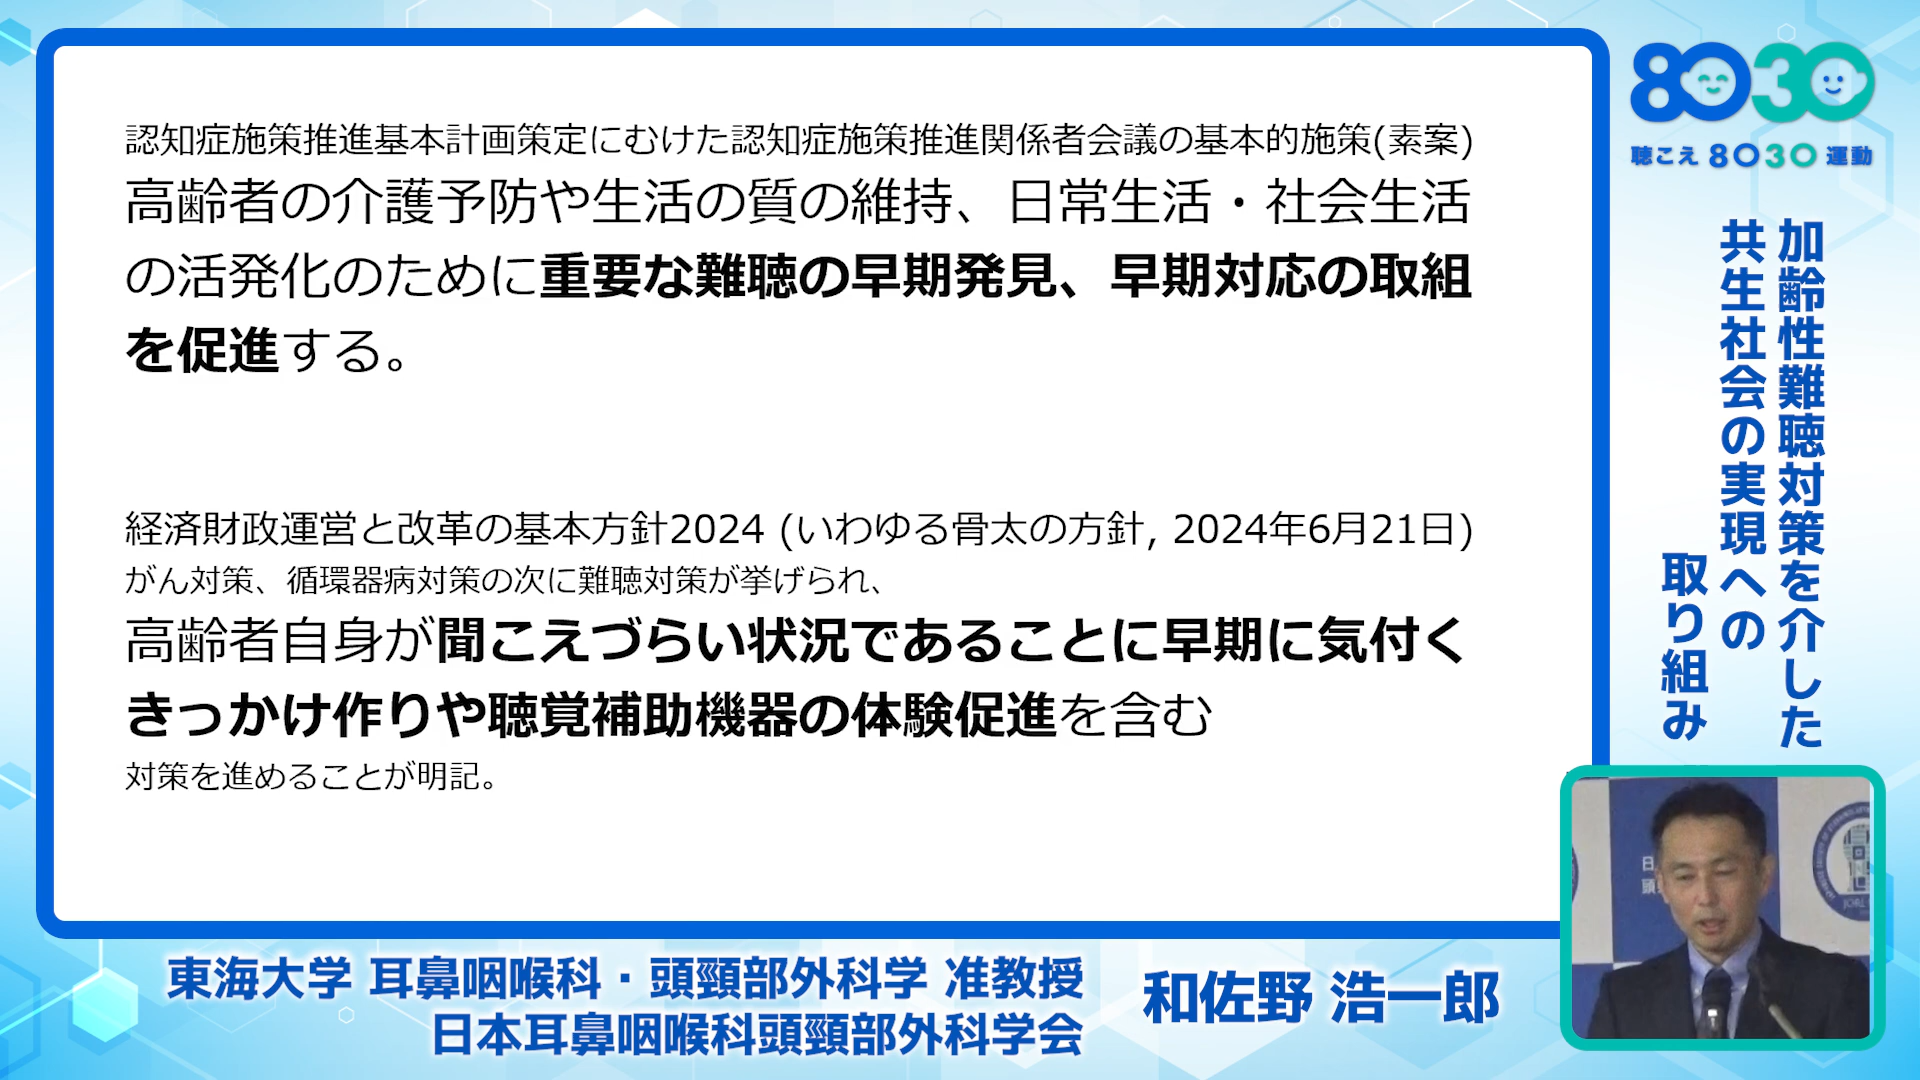 認知症施策推進基本計画策定にむけた認知症施策推進関係者会議の基本的施策(素案)
高齢者の介護予防や生活の質の維持、日常生活・社会生活
の活発化のために重要な難聴の早期発見、早期対応の取組
を促進する。
経済財政運営と改革の基本方針2024 (いわゆる骨太の方針, 2024年6月21日)
がん対策、循環器病対策の次に難聴対策が挙げられ、
高齢者自身が聞こえづらい状況であることに早期に気付く
きっかけ作りや聴覚補助機器の体験促進を含む
対策を進めることが明記。
8030
聴こえ8030運動
加齢性難聴対策を介した
共生社会の実現への
取り組み
東海大学 耳鼻咽喉科・頭頸部外科学 准教授
日本耳鼻咽喉科頭頸部外科学会
和佐野 浩一郎